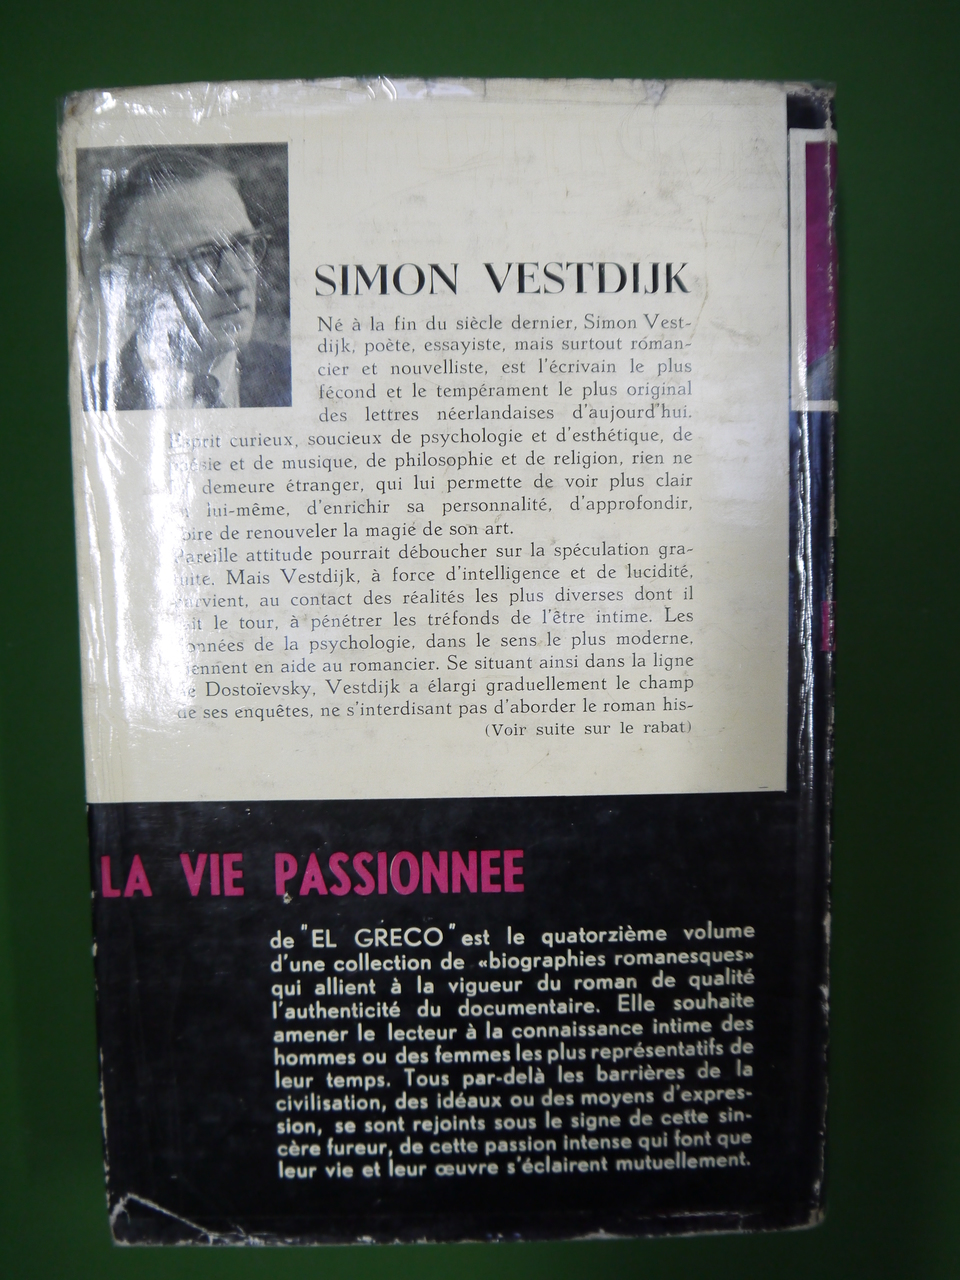 SIMON VESTDIJK
Né à la fin du siècle dernier, Simon Vest-
dijk, poète, essayiste, mais surtout roman-
cier et nouvelliste, est l'écrivain le plus
fécond et le tempérament le plus original
des lettres néerlandaises d'aujourd'hui.
Esprit curieux, soucieux de psychologie et d'esthétique, de
poésie et de musique, de philosophie et de religion, rien ne
demeure étranger, qui lui permette de voir plus clair
lui-même, d'enrichir sa personnalité, d'approfondir,
voire de renouveler la magie de son art.
Pareille attitude pourrait déboucher sur la spéculation gra-
tuite. Mais Vestdijk, à force d'intelligence et de lucidité,
parvient, au contact des réalités les plus diverses dont il
fait le tour, à pénétrer les tréfonds de l'être intime. Les
données de la psychologie, dans le sens le plus moderne,
viennent en aide au romancier. Se situant ainsi dans la ligne
de Dostoïevsky, Vestdijk a élargi graduellement le champ
de ses enquêtes, ne s'interdisant pas d'aborder le roman his-
(Voir suite sur le rabat)
LA VIE PASSIONNEE
de "EL GRECO" est le quatorzième volume
d'une collection de «biographies romanesques»
qui allient à la vigueur du roman de qualité
l'authenticité du documentaire. Elle souhaite
amener le lecteur à la connaissance intime des
hommes ou des femmes les plus représentatifs de
leur temps. Tous par-delà les barrières de la
civilisation, des idéaux ou des moyens d'expres-
sion, se sont rejoints sous le signe de cette sin-
cère fureur, de cette passion intense qui font que
leur vie et leur œuvre s'éclairent mutuellement.